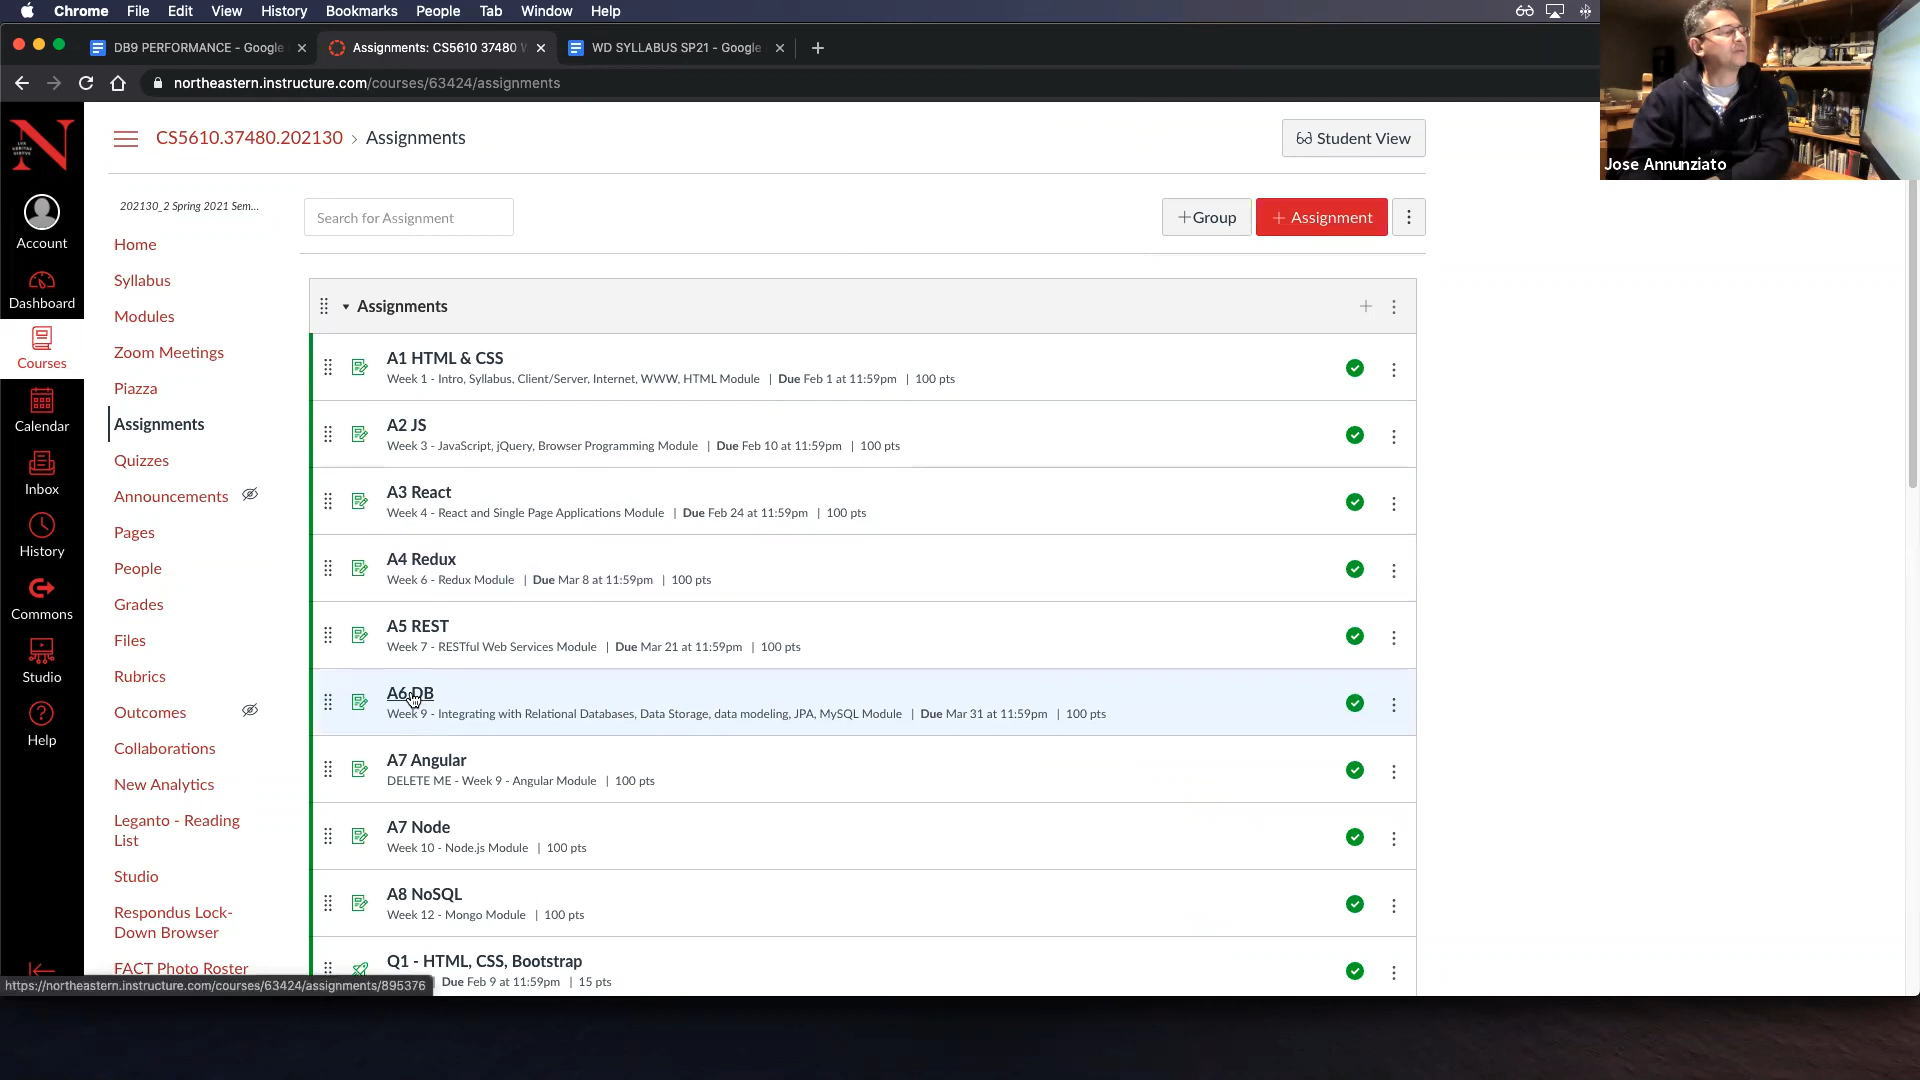 Chrome File Edit View History Bookmarks People Tab Window Help
DB9 PERFORMANCE - Google
Assignments: CS5610 37480
WD SYLLABUS SP21 - Google
northeastern.instructure.com/courses/63424/assignments
Jose Annunziato
CS5610.37480.202130 › Assignments
Student View
Account
Dashboard
Courses
Calendar
Inbox
History
Commons
Studio
Help
202130_2 Spring 2021 Sem...
Home
Syllabus
Modules
Zoom Meetings
Piazza
Assignments
Quizzes
Announcements
Pages
People
Grades
Files
Rubrics
Outcomes
Collaborations
New Analytics
Leganto - Reading
List
Studio
Respondus Lock-
Down Browser
FACT Photo Roster
Search for Assignment
+Group
+ Assignment
Assignments
A1 HTML & CSS
Week 1 - Intro, Syllabus, Client/Server, Internet, WWW, HTML Module | Due Feb 1 at 11:59pm | 100 pts
A2 JS
Week 3 - JavaScript, jQuery, Browser Programming Module | Due Feb 10 at 11:59pm | 100 pts
A3 React
Week 4 - React and Single Page Applications Module | Due Feb 24 at 11:59pm | 100 pts
A4 Redux
Week 6 - Redux Module | Due Mar 8 at 11:59pm | 100 pts
A5 REST
Week 7 - RESTful Web Services Module | Due Mar 21 at 11:59pm | 100 pts
A6 DB
Week 9 - Integrating with Relational Databases, Data Storage, data modeling, JPA, MySQL Module | Due Mar 31 at 11:59pm | 100 pts
A7 Angular
DELETE ME - Week 9 - Angular Module | 100 pts
A7 Node
Week 10 - Node.js Module | 100 pts
A8 NoSQL
Week 12 - Mongo Module | 100 pts
Q1 - HTML, CSS, Bootstrap
Due Feb 9 at 11:59pm | 15 pts
https://northeastern.instructure.com/courses/63424/assignments/895376